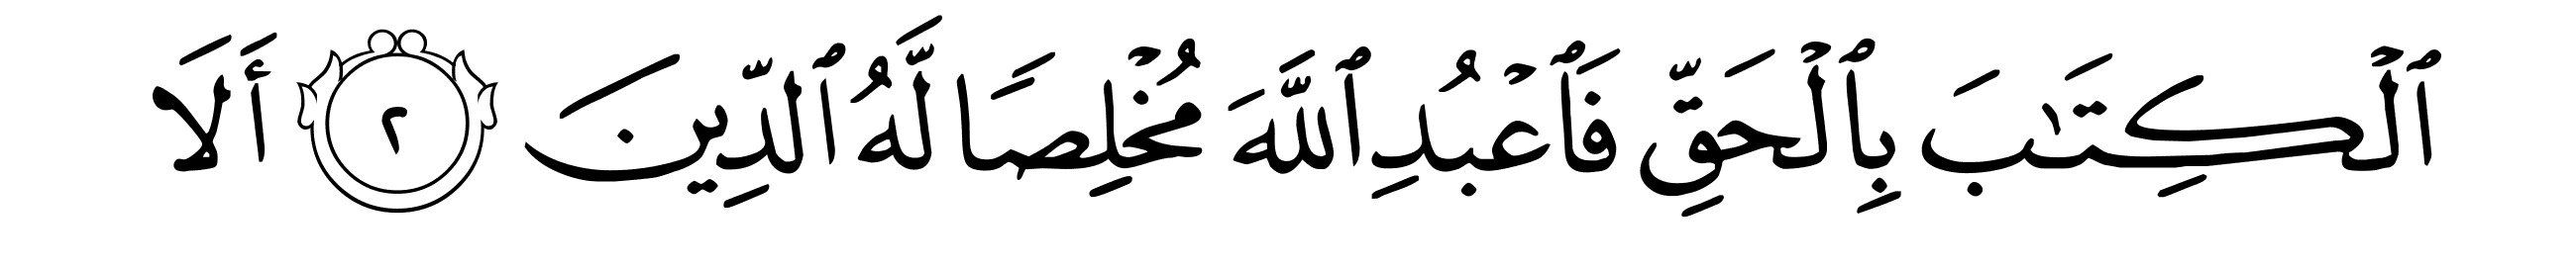 ٱلْكِتَٰبَ بِٱلْحَقِّ فَٱعْبُدِ ٱللَّهَ مُخْلِصًا لَّهُ ٱلدِّينَ ٢ أَلَا